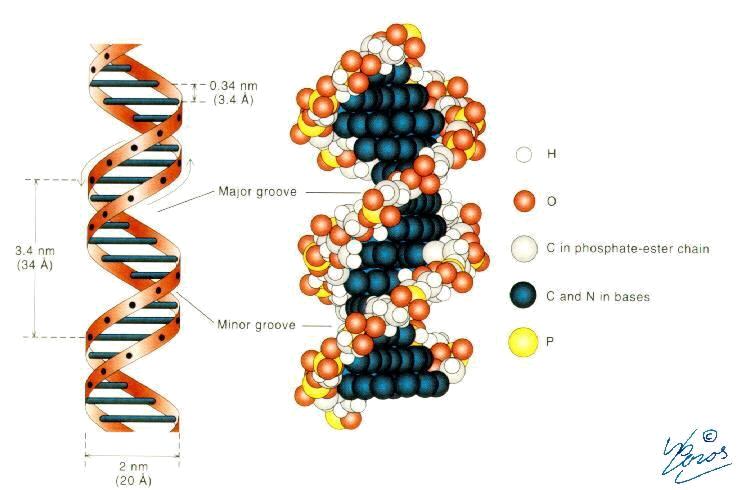 0.34 nm
(3.4 Å)
Major groove
3.4 nm
(34 Å)
Minor groove
2 nm
(20 Å)
H
O
C in phosphate-ester chain
C and N in bases
P
©